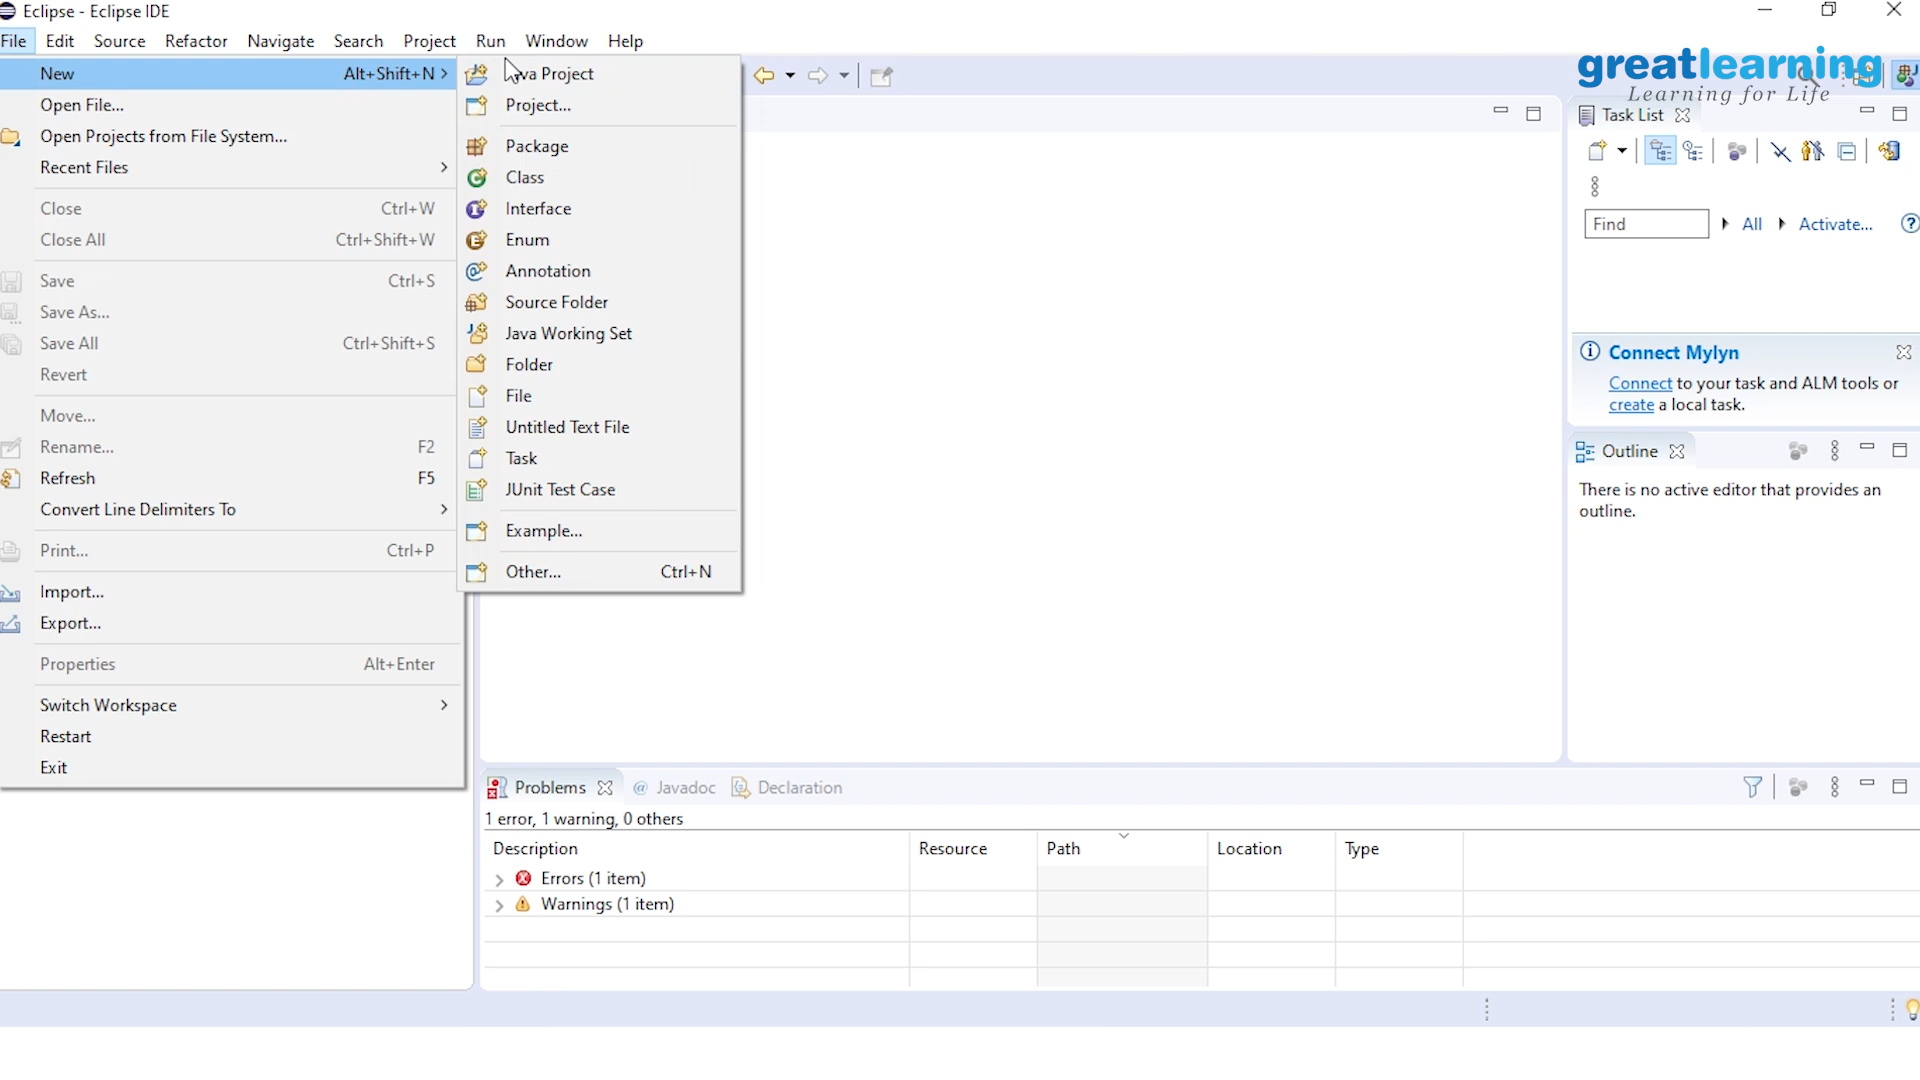 Eclipse - Eclipse IDE
File Edit Source Refactor Navigate Search Project Run Window Help
greatlearning
Learning for Life
New Alt+Shift+N
Open File...
Open Projects from File System...
Recent Files
Close Ctrl+W
Close All Ctrl+Shift+W
Save Ctrl+S
Save As...
Save All Ctrl+Shift+S
Revert
Move...
Rename... F2
Refresh F5
Convert Line Delimiters To
Print... Ctrl+P
Import...
Export...
Properties Alt+Enter
Switch Workspace
Restart
Exit
va Project
Project...
Package
Class
Interface
Enum
Annotation
Source Folder
Java Working Set
Folder
File
Untitled Text File
Task
JUnit Test Case
Example...
Other... Ctrl+N
Task List
Find All Activate...
Connect Mylyn
Connect to your task and ALM tools or
create a local task.
Outline
There is no active editor that provides an
outline.
Problems @ Javadoc Declaration
1 error, 1 warning, 0 others
Description Resource Path Location Type
Errors (1 item)
Warnings (1 item)